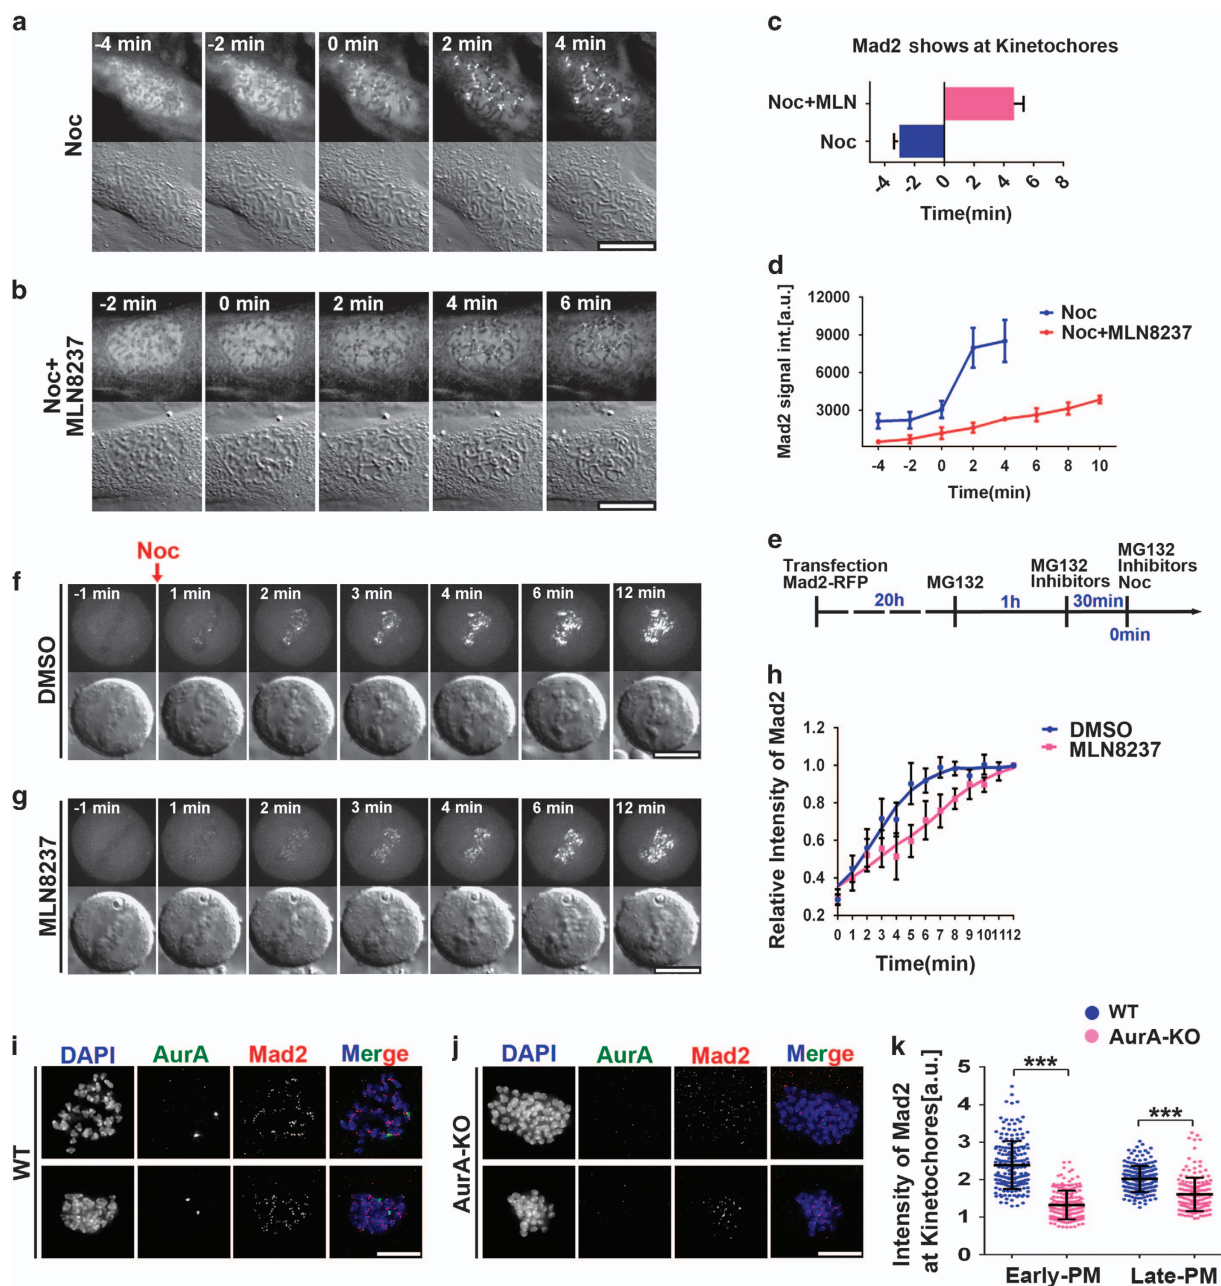 a
-4 min -2 min 0 min 2 min 4 min
Noc
b
-2 min 0 min 2 min 4 min 6 min
Noc+
MLN8237
c
Mad2 shows at Kinetochores
Noc+MLN
Noc
-4 -2 0 2 4 6 8
Time(min)
d
12000
9000
6000
3000
Mad2 signal int.[a.u.]
Noc
Noc+MLN8237
-4 -2 0 2 4 6 8 10
Time(min)
e
Transfection
Mad2-RFP
MG132
MG132
Inhibitors
MG132
Inhibitors
Noc
20h
1h
30min
0min
Noc
f
-1 min 1 min 2 min 3 min 4 min 6 min 12 min
DMSO
g
-1 min 1 min 2 min 3 min 4 min 6 min 12 min
MLN8237
h
Relative Intensity of Mad2
1.2
1.0
0.8
0.6
0.4
0.2
DMSO
MLN8237
0 1 2 3 4 5 6 7 8 9 10 11 12
Time(min)
i
DAPI AurA Mad2 Merge
WT
j
DAPI AurA Mad2 Merge
AurA-KO
k
WT
AurA-KO
Intensity of Mad2
at Kinetochores[a.u.]
5
4
3
2
1
0
*** ***
Early-PM Late-PM